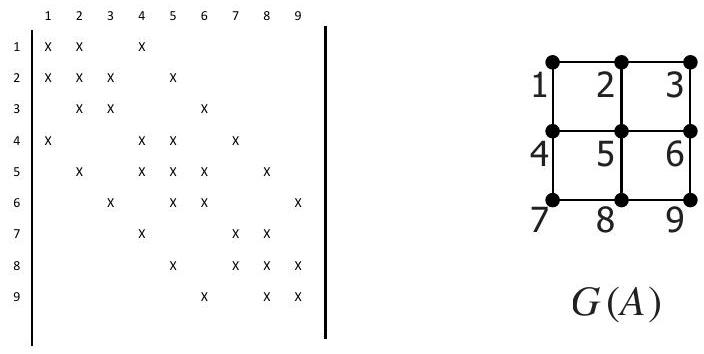 1 2 3 4 5 6 7 8 9
1 X X X
2 X X X X
3 X X X
4 X X X X
5 X X X X X
6 X X X X
7 X X X
8 X X X X
9 X X X
1 2 3
4 5 6
7 8 9
G(A)